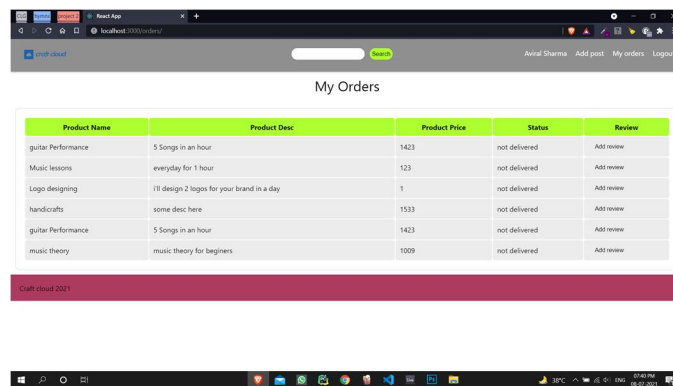 CLG hymns project 2 React App
localhost:3000/orders/
craft cloud Search Aviral Sharma Add post My orders Logout
My Orders
Product Name Product Desc Product Price Status Review
guitar Performance 5 Songs in an hour 1423 not delivered Add review
Music lessons everyday for 1 hour 123 not delivered Add review
Logo designing i'll design 2 logos for your brand in a day 1 not delivered Add review
handicrafts some desc here 1533 not delivered Add review
guitar Performance 5 Songs in an hour 1423 not delivered Add review
music theory music theory for beginers 1009 not delivered Add review
Craft cloud 2021
38°C ENG 07:40 PM
08-07-2021